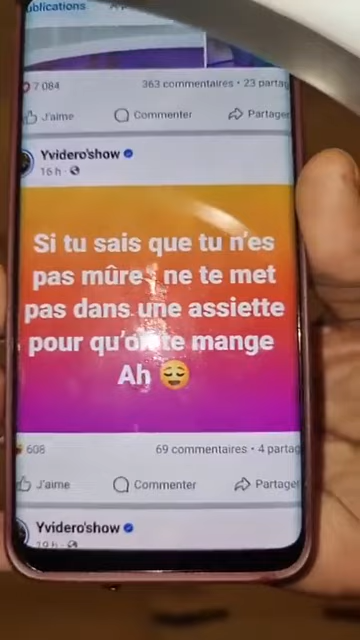 ublications
7 084
363 commentaires • 23 partag
J'aime
Commenter
Partager
Yvidero'show
16 h
Si tu sais que tu n'es
pas mûre, ne te met
pas dans une assiette
pour qu'on te mange
Ah 😌
608
69 commentaires • 4 partag
J'aime
Commenter
Partager
Yvidero'show
19 h